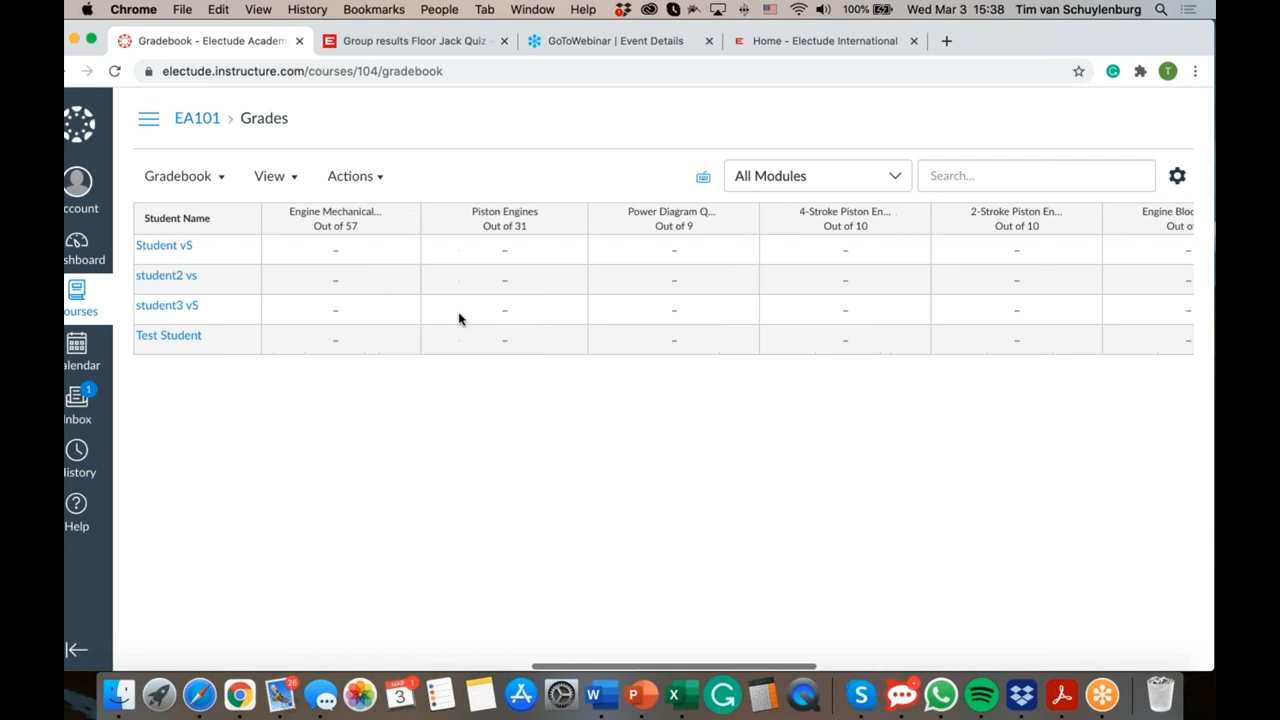 Chrome File Edit View History Bookmarks People Tab Window Help 100% Wed Mar 3 15:38 Tim van Schuylenburg
Gradebook - Electude Academ Group results Floor Jack Quiz - GoToWebinar | Event Details Home - Electude International
electude.instructure.com/courses/104/gradebook T
EA101 › Grades
Gradebook View Actions All Modules Search...
Student Name
Engine Mechanical... Piston Engines Power Diagram Q... 4-Stroke Piston En... 2-Stroke Piston En... Engine Bloc
Out of 57 Out of 31 Out of 9 Out of 10 Out of 10 Out o
Student vS – – – – – –
student2 vs – – – – – –
student3 vS – – – – – –
Test Student – – – – – –
ccount
shboard
ourses
alendar
1
nbox
istory
Help
28 MAR 3 1